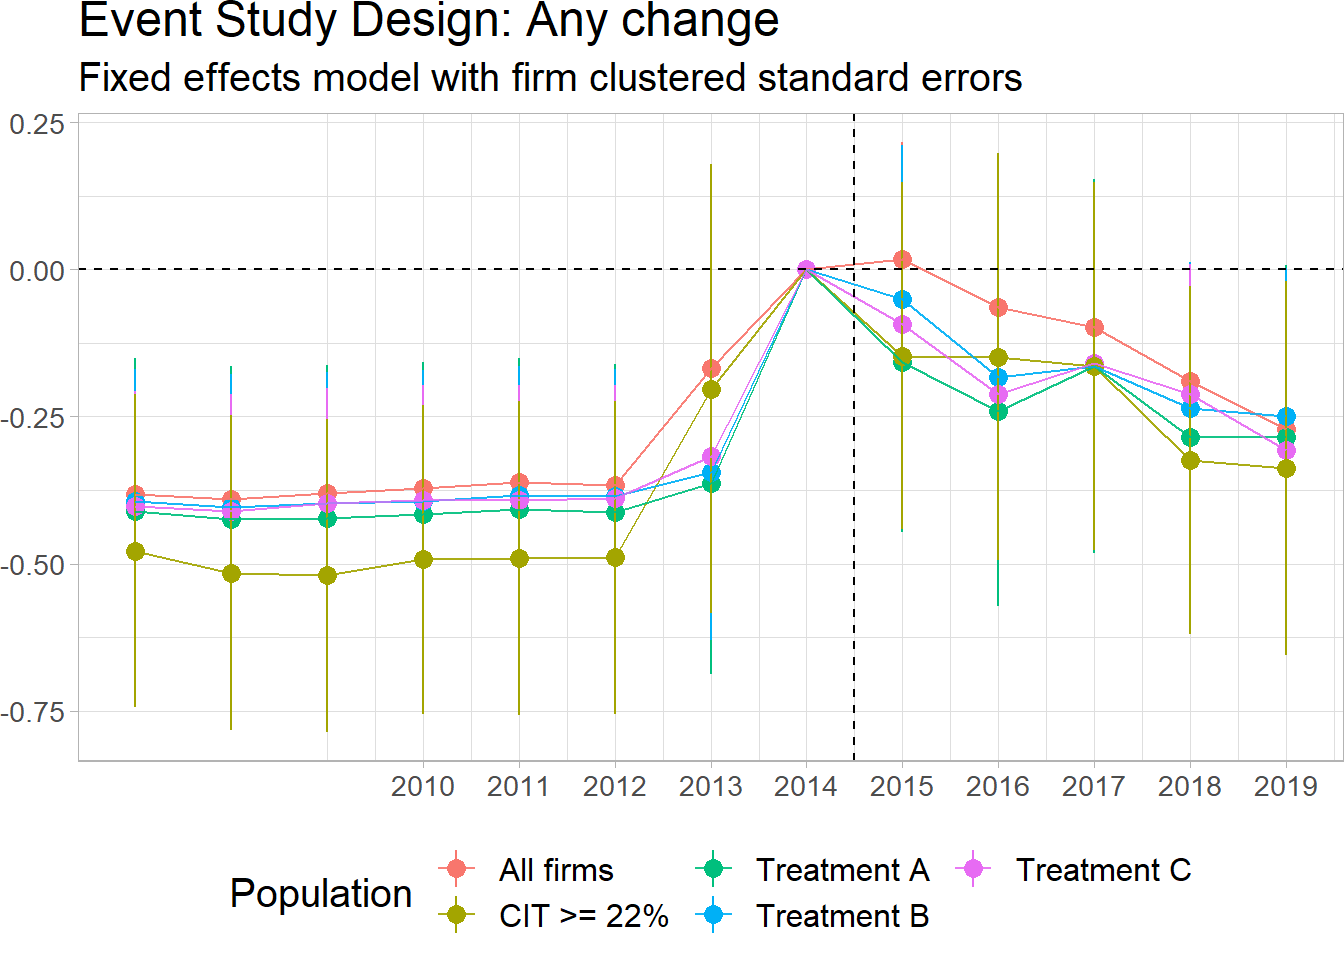 Event Study Design: Any change
Fixed effects model with firm clustered standard errors
0.25
0.00
-0.25
-0.50
-0.75
2010 2011 2012 2013 2014 2015 2016 2017 2018 2019
Population
All firms Treatment A Treatment C
CIT >= 22% Treatment B